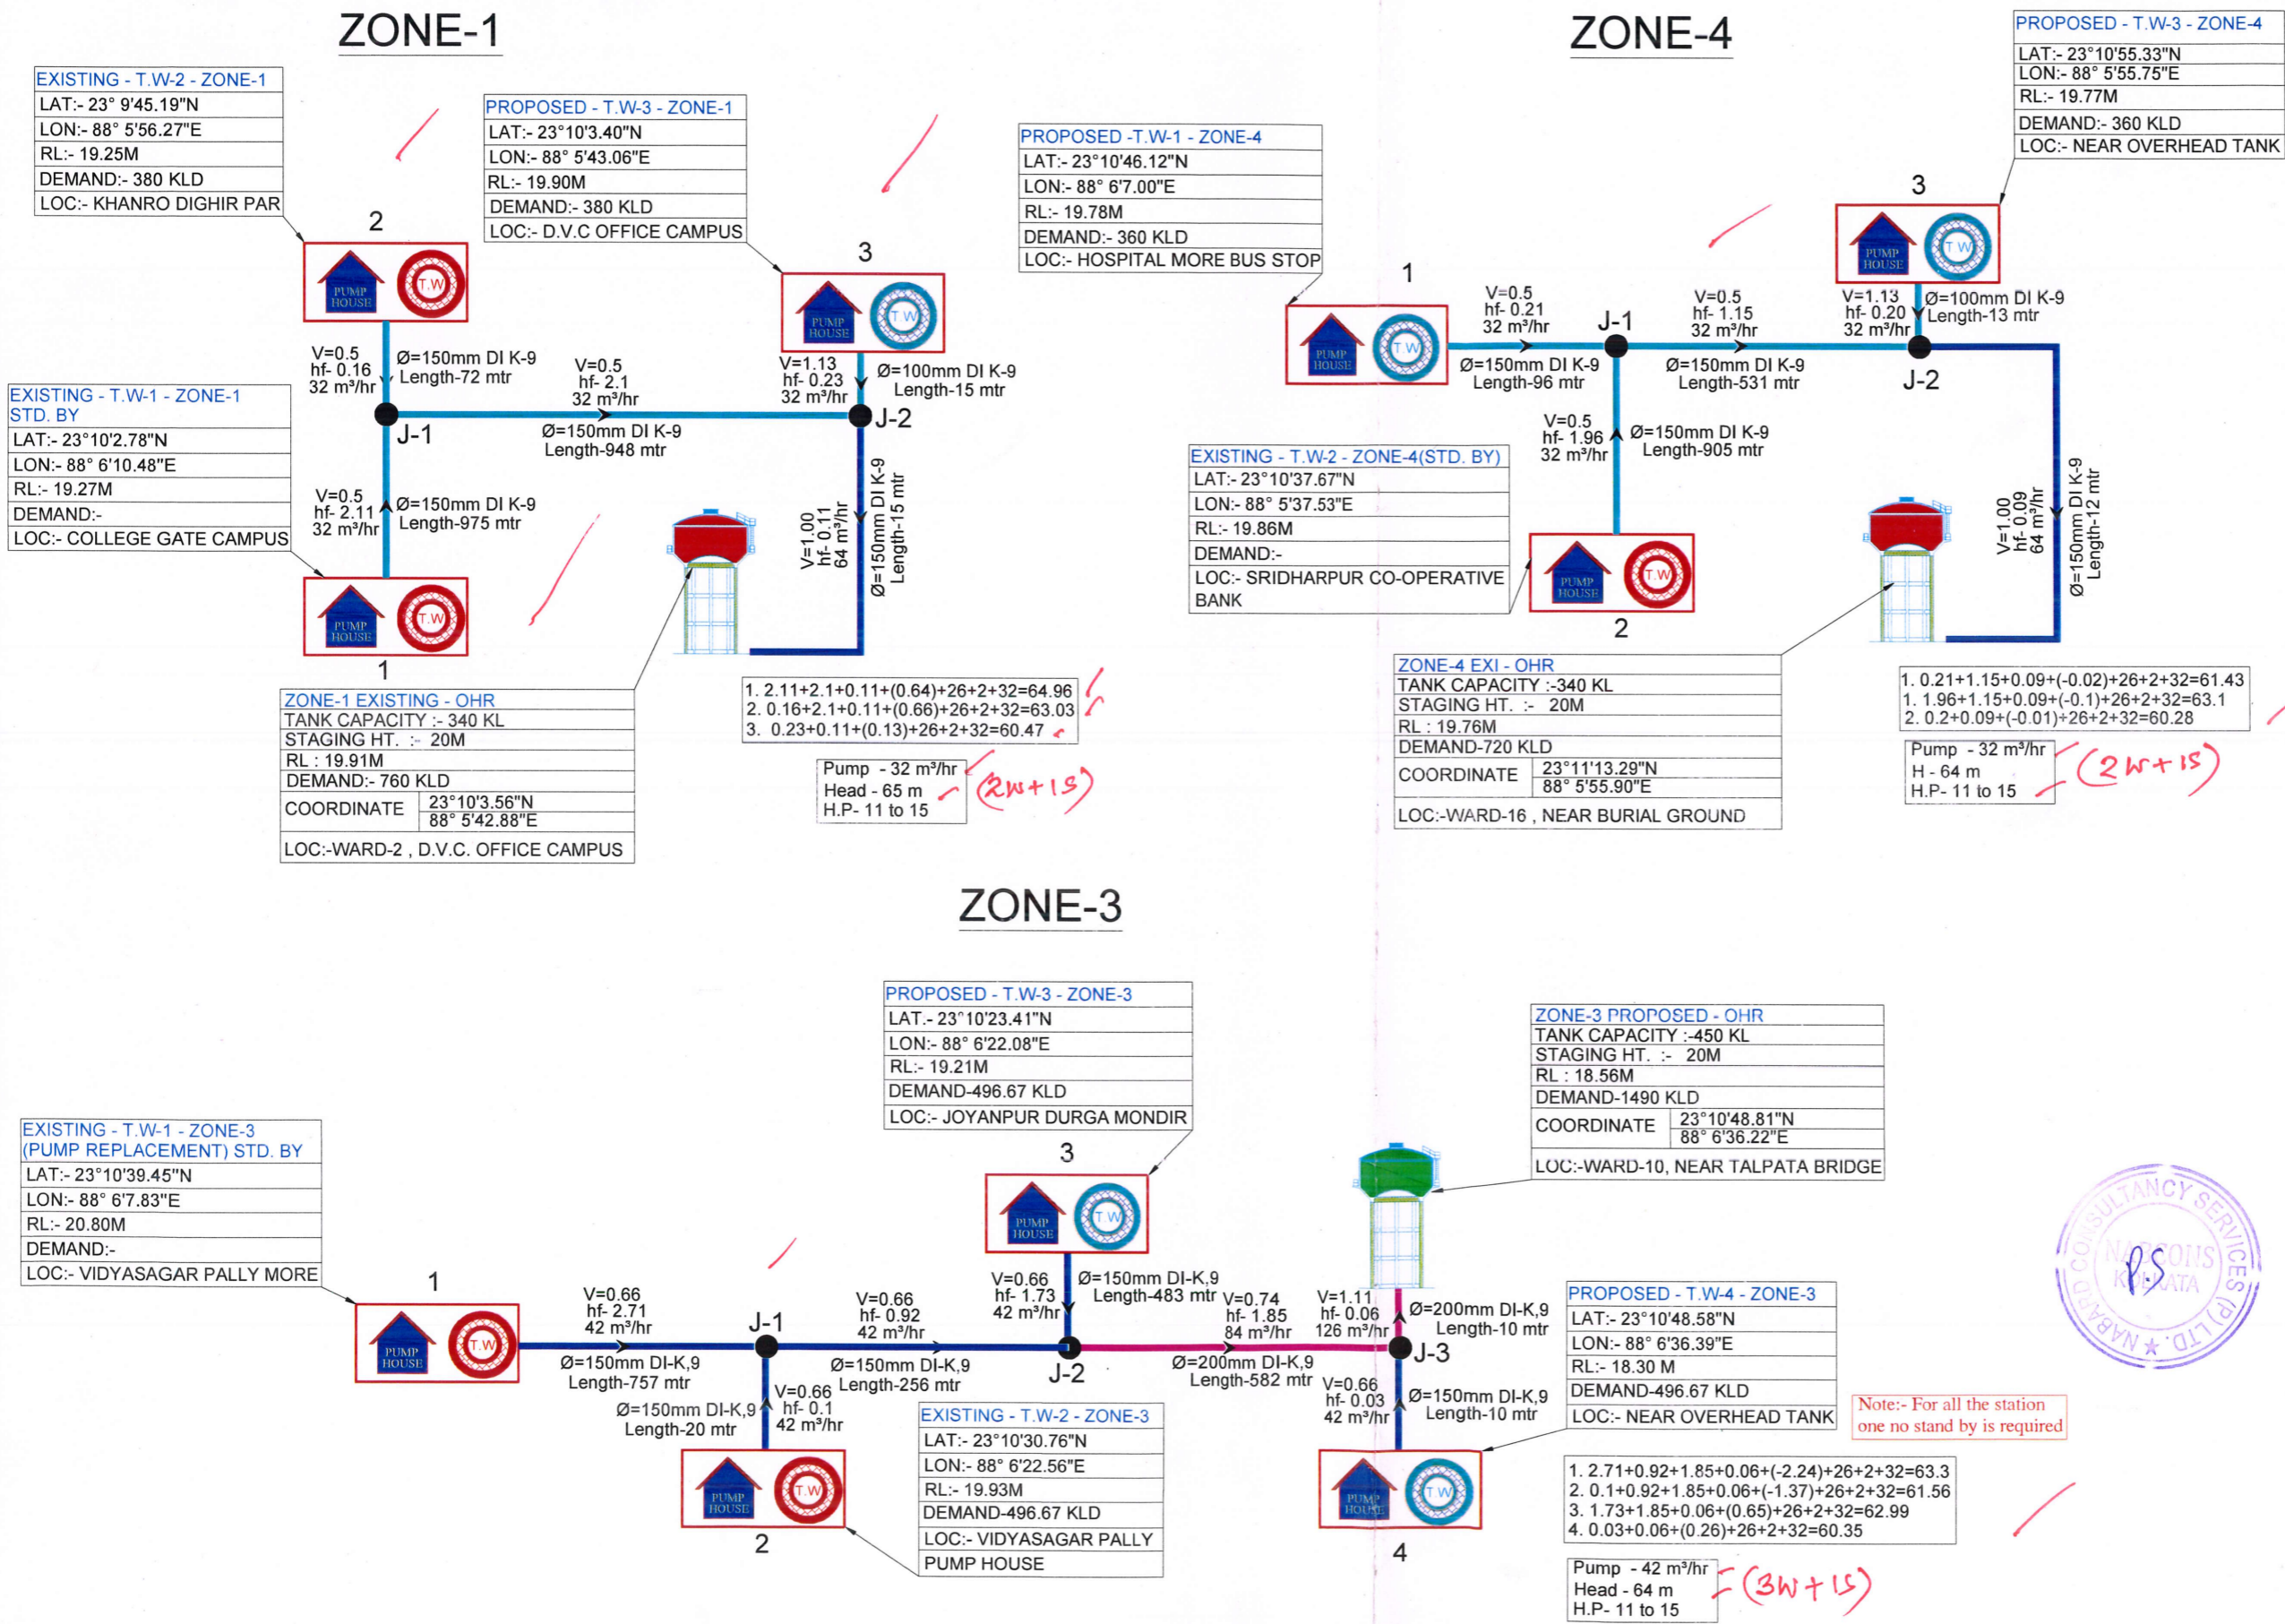 ZONE-1
EXISTING - T.W-2 - ZONE-1
LAT:- 23° 9'45.19"N
LON:- 88° 5'56.27"E
RL:- 19.25M
DEMAND:- 380 KLD
LOC:- KHANRO DIGHIR PAR
2
PUMP
HOUSE
T.W
PROPOSED - T.W-3 - ZONE-1
LAT:- 23°10'3.40"N
LON:- 88° 5'43.06"E
RL:- 19.90M
DEMAND:- 380 KLD
LOC:- D.V.C OFFICE CAMPUS
3
PUMP
HOUSE
T.W
V=0.5
hf- 0.16
32 m³/hr
Ø=150mm DI K-9
Length-72 mtr
V=0.5
hf- 2.1
32 m³/hr
Ø=150mm DI K-9
Length-948 mtr
V=1.13
hf- 0.23
32 m³/hr
Ø=100mm DI K-9
Length-15 mtr
J-1
J-2
EXISTING - T.W-1 - ZONE-1
STD. BY
LAT:- 23°10'2.78"N
LON:- 88° 6'10.48"E
RL:- 19.27M
DEMAND:-
LOC:- COLLEGE GATE CAMPUS
V=0.5
hf- 2.11
32 m³/hr
Ø=150mm DI K-9
Length-975 mtr
PUMP
HOUSE
T.W
1
V=1.00
hf- 0.11
64 m³/hr
Ø=150mm DI K-9
Length-15 mtr
ZONE-1 EXISTING - OHR
TANK CAPACITY :- 340 KL
STAGING HT. :- 20M
RL : 19.91M
DEMAND:- 760 KLD
COORDINATE 23°10'3.56"N
88° 5'42.88"E
LOC:-WARD-2 , D.V.C. OFFICE CAMPUS
1. 2.11+2.1+0.11+(0.64)+26+2+32=64.96
2. 0.16+2.1+0.11+(0.66)+26+2+32=63.03
3. 0.23+0.11+(0.13)+26+2+32=60.47
Pump - 32 m³/hr
Head - 65 m
H.P- 11 to 15
(2W+1S)
ZONE-4
PROPOSED - T.W-3 - ZONE-4
LAT:- 23°10'55.33"N
LON:- 88° 5'55.75"E
RL:- 19.77M
DEMAND:- 360 KLD
LOC:- NEAR OVERHEAD TANK
3
PUMP
HOUSE
T.W
PROPOSED -T.W-1 - ZONE-4
LAT:- 23°10'46.12"N
LON:- 88° 6'7.00"E
RL:- 19.78M
DEMAND:- 360 KLD
LOC:- HOSPITAL MORE BUS STOP
1
PUMP
HOUSE
T.W
V=0.5
hf- 0.21
32 m³/hr
Ø=150mm DI K-9
Length-96 mtr
J-1
V=0.5
hf- 1.15
32 m³/hr
Ø=150mm DI K-9
Length-531 mtr
V=1.13
hf- 0.20
32 m³/hr
Ø=100mm DI K-9
Length-13 mtr
J-2
V=0.5
hf- 1.96
32 m³/hr
Ø=150mm DI K-9
Length-905 mtr
EXISTING - T.W-2 - ZONE-4(STD. BY)
LAT:- 23°10'37.67"N
LON:- 88° 5'37.53"E
RL:- 19.86M
DEMAND:-
LOC:- SRIDHARPUR CO-OPERATIVE
BANK
PUMP
HOUSE
T.W
2
V=1.00
hf- 0.09
64 m³/hr
Ø=150mm DI K-9
Length-12 mtr
ZONE-4 EXI - OHR
TANK CAPACITY :-340 KL
STAGING HT. :- 20M
RL : 19.76M
DEMAND-720 KLD
COORDINATE 23°11'13.29"N
88° 5'55.90"E
LOC:-WARD-16 , NEAR BURIAL GROUND
1. 0.21+1.15+0.09+(-0.02)+26+2+32=61.43
1. 1.96+1.15+0.09+(-0.1)+26+2+32=63.1
2. 0.2+0.09+(-0.01)+26+2+32=60.28
Pump - 32 m³/hr
H - 64 m
H.P- 11 to 15
(2W+1S)
ZONE-3
PROPOSED - T.W-3 - ZONE-3
LAT.- 23°10'23.41"N
LON:- 88° 6'22.08"E
RL:- 19.21M
DEMAND-496.67 KLD
LOC:- JOYANPUR DURGA MONDIR
3
PUMP
HOUSE
T.W
ZONE-3 PROPOSED - OHR
TANK CAPACITY :-450 KL
STAGING HT. :- 20M
RL : 18.56M
DEMAND-1490 KLD
COORDINATE 23°10'48.81"N
88° 6'36.22"E
LOC:-WARD-10, NEAR TALPATA BRIDGE
EXISTING - T.W-1 - ZONE-3
(PUMP REPLACEMENT) STD. BY
LAT:- 23°10'39.45"N
LON:- 88° 6'7.83"E
RL:- 20.80M
DEMAND:-
LOC:- VIDYASAGAR PALLY MORE
1
PUMP
HOUSE
T.W
V=0.66
hf- 2.71
42 m³/hr
Ø=150mm DI-K,9
Length-757 mtr
J-1
V=0.66
hf- 0.92
42 m³/hr
Ø=150mm DI-K,9
Length-256 mtr
V=0.66
hf- 1.73
42 m³/hr
Ø=150mm DI-K,9
Length-483 mtr
J-2
V=0.74
hf- 1.85
84 m³/hr
Ø=200mm DI-K,9
Length-582 mtr
V=1.11
hf- 0.06
126 m³/hr
Ø=200mm DI-K,9
Length-10 mtr
J-3
Ø=150mm DI-K,9
Length-20 mtr
V=0.66
hf- 0.1
42 m³/hr
PUMP
HOUSE
T.W
2
EXISTING - T.W-2 - ZONE-3
LAT:- 23°10'30.76"N
LON:- 88° 6'22.56"E
RL:- 19.93M
DEMAND-496.67 KLD
LOC:- VIDYASAGAR PALLY
PUMP HOUSE
V=0.66
hf- 0.03
42 m³/hr
Ø=150mm DI-K,9
Length-10 mtr
PUMP
HOUSE
T.W
4
PROPOSED - T.W-4 - ZONE-3
LAT:- 23°10'48.58"N
LON:- 88° 6'36.39"E
RL:- 18.30 M
DEMAND-496.67 KLD
LOC:- NEAR OVERHEAD TANK
Note:- For all the station
one no stand by is required
1. 2.71+0.92+1.85+0.06+(-2.24)+26+2+32=63.3
2. 0.1+0.92+1.85+0.06+(-1.37)+26+2+32=61.56
3. 1.73+1.85+0.06+(0.65)+26+2+32=62.99
4. 0.03+0.06+(0.26)+26+2+32=60.35
Pump - 42 m³/hr
Head - 64 m
H.P- 11 to 15
(3W+1S)
NABARD CONSULTANCY SERVICES (P) LTD.
NABCONS
KOLKATA
P.S